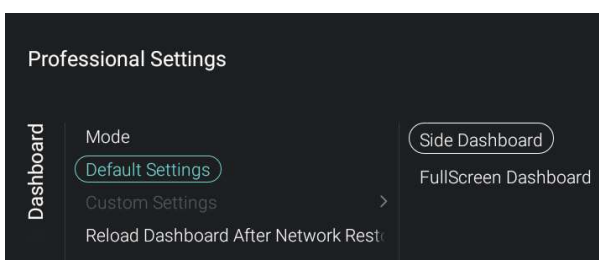 Professional Settings
Dashboard
Mode
Default Settings
Custom Settings >
Reload Dashboard After Network Rest
Side Dashboard
FullScreen Dashboard